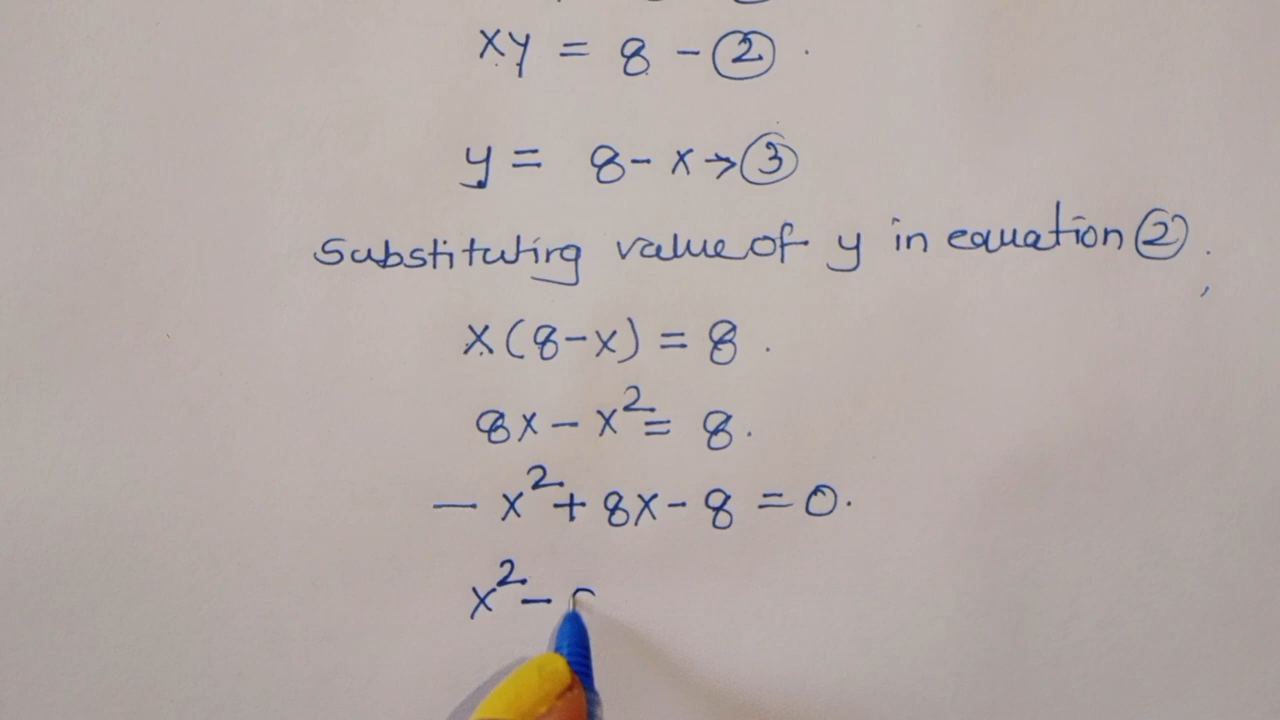 xy = 8 - ②
y = 8 - x → ③
Substituting value of y in equation ②.
x(8-x) = 8.
8x - x² = 8.
- x² + 8x - 8 = 0.
x² -